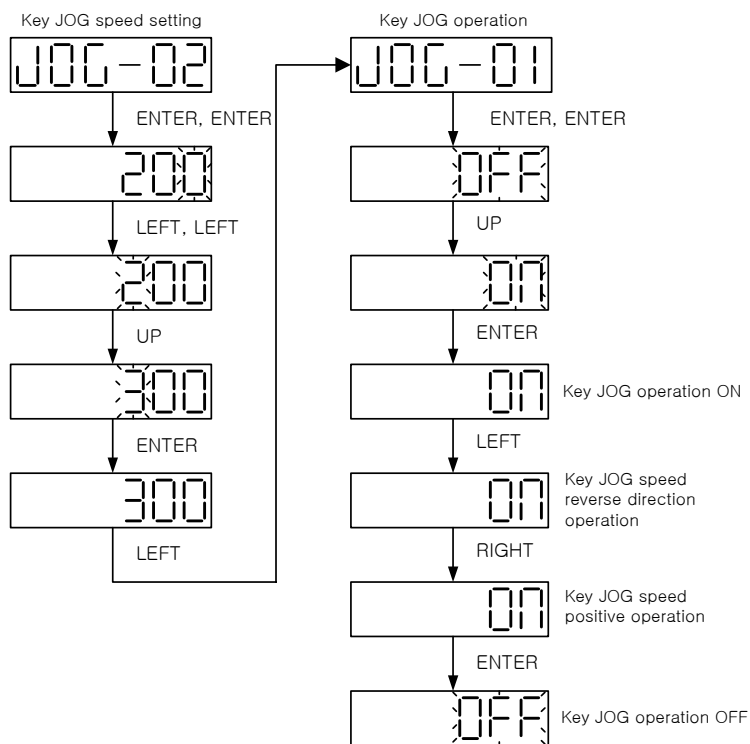 Key JOG speed setting
JOG-02
ENTER, ENTER
200
LEFT, LEFT
200
UP
300
ENTER
300
LEFT
Key JOG operation
JOG-01
ENTER, ENTER
OFF
UP
ON
ENTER
ON
Key JOG operation ON
LEFT
ON
Key JOG speed
reverse direction
operation
RIGHT
ON
Key JOG speed
positive operation
ENTER
OFF
Key JOG operation OFF